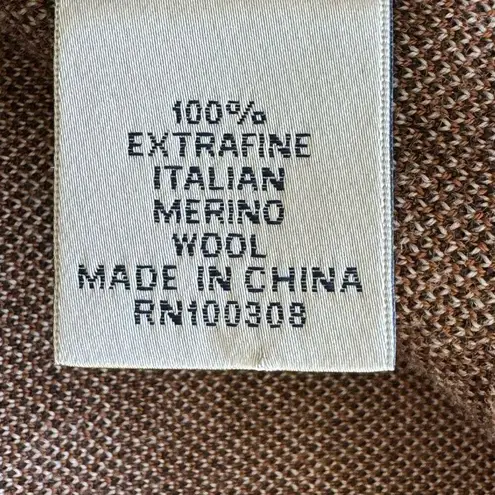 100%
EXTRAFINE
ITALIAN
MERINO
WOOL
MADE IN CHINA
RN100308